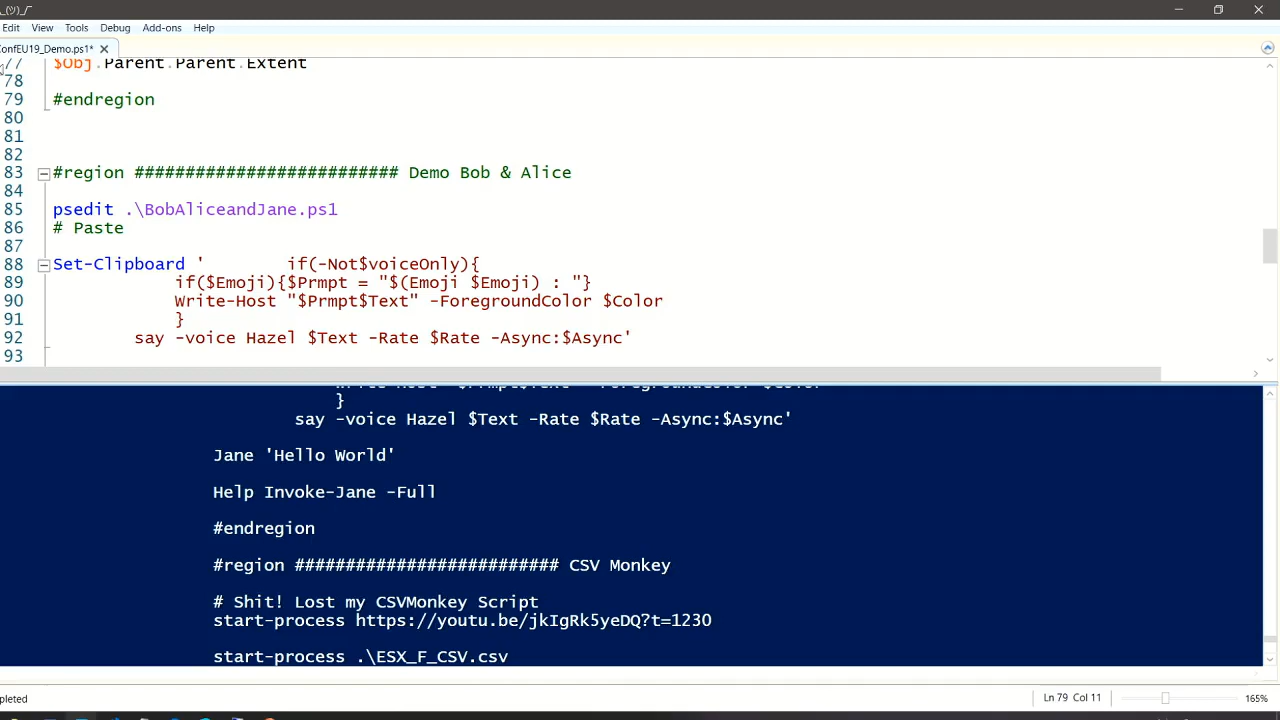 Edit View Tools Debug Add-ons Help
onfEU19_Demo.ps1*
77 $Obj.Parent.Parent.Extent
78
79 #endregion
80
81
82
83 #region ########################## Demo Bob & Alice
84
85 psedit .\BobAliceandJane.ps1
86 # Paste
87
88 Set-Clipboard '        if(-Not$voiceOnly){
89             if($Emoji){$Prmpt = "$(Emoji $Emoji) : "}
90             Write-Host "$Prmpt$Text" -ForegroundColor $Color
91             }
92         say -voice Hazel $Text -Rate $Rate -Async:$Async'
93
}
say -voice Hazel $Text -Rate $Rate -Async:$Async'
Jane 'Hello World'
Help Invoke-Jane -Full
#endregion
#region ########################## CSV Monkey
# Shit! Lost my CSVMonkey Script
start-process https://youtu.be/jkIgRk5yeDQ?t=1230
start-process .\ESX_F_CSV.csv
pleted
Ln 79 Col 11
165%